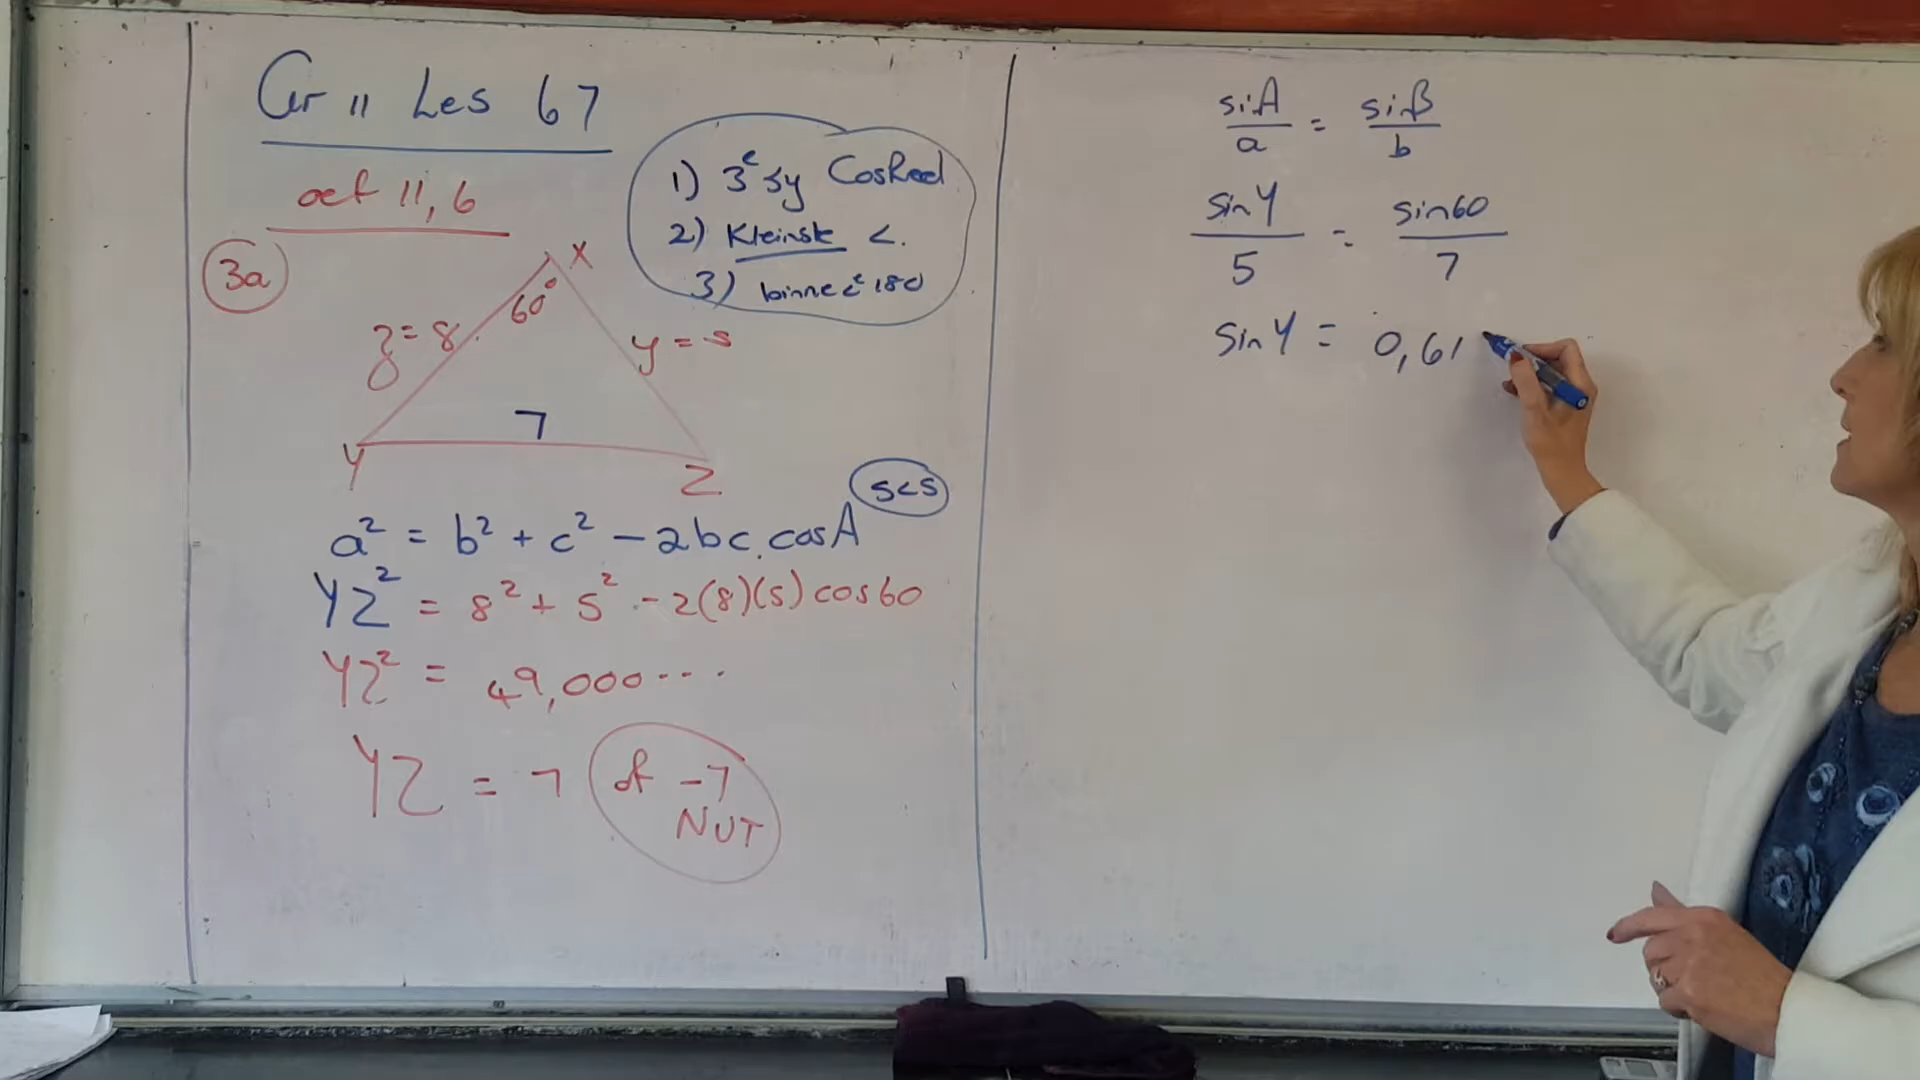 Gr 11 Les 67
oef 11,6
1) 3e sy CosReël
2) Kleinste <.
3) binne <e 180
3a
X
60°
z = 8
y = 5
7
Y
Z
s<s
a² = b² + c² - 2bc.cosA
YZ² = 8² + 5² - 2(8)(5) cos60
YZ² = 49,000...
YZ = 7 of -7
NVT
sinA/a = sinB/b
sinY/5 = sin60/7
sinY = 0,61